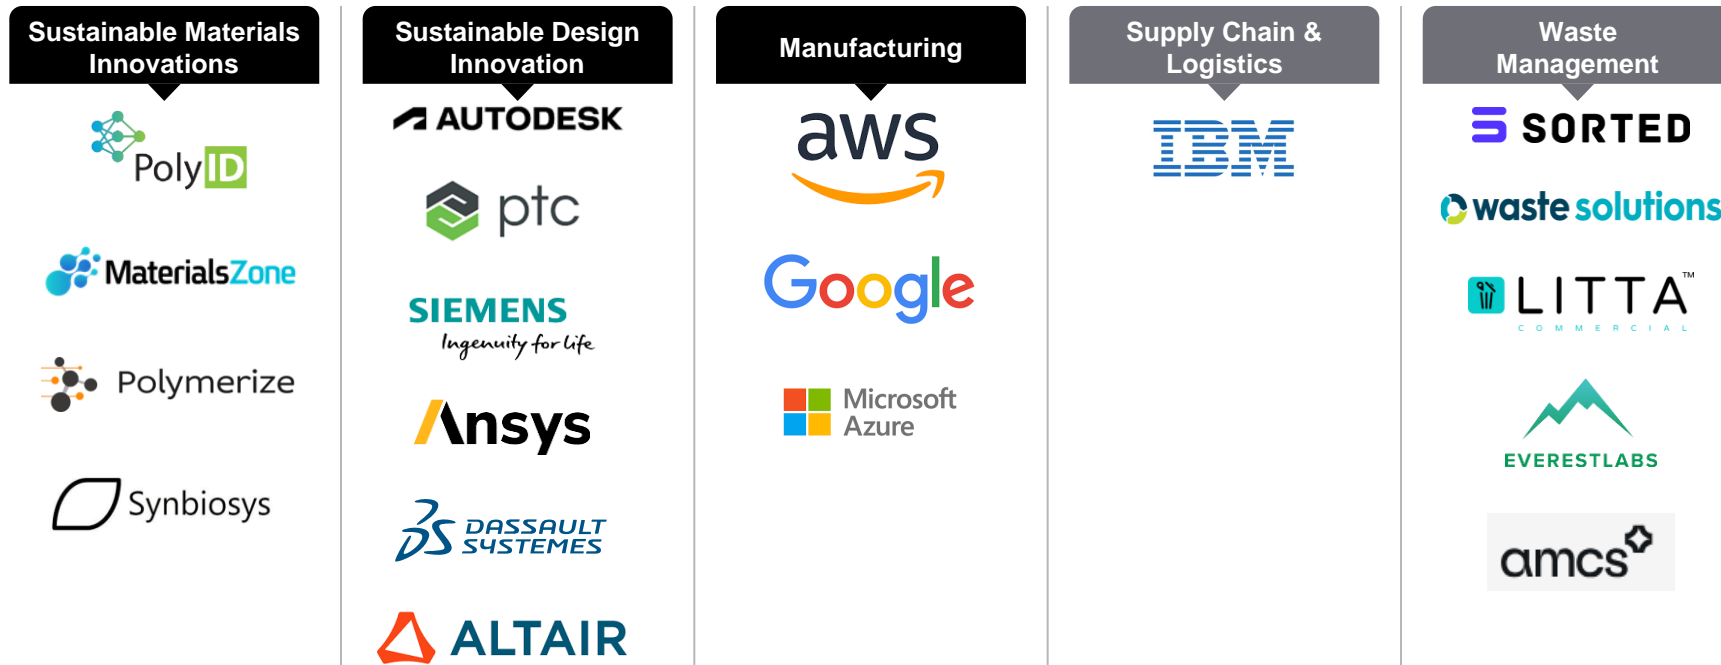 Sustainable Materials
Innovations
PolyID
MaterialsZone
Polymerize
Synbiosys
Sustainable Design
Innovation
AUTODESK
ptc
SIEMENS
Ingenuity for life
Ansys
DASSAULT
SYSTEMES
ALTAIR
Manufacturing
aws
Google
Microsoft
Azure
Supply Chain &
Logistics
IBM
Waste
Management
SORTED
waste solutions
LITTA™
COMMERCIAL
EVERESTLABS
amcs